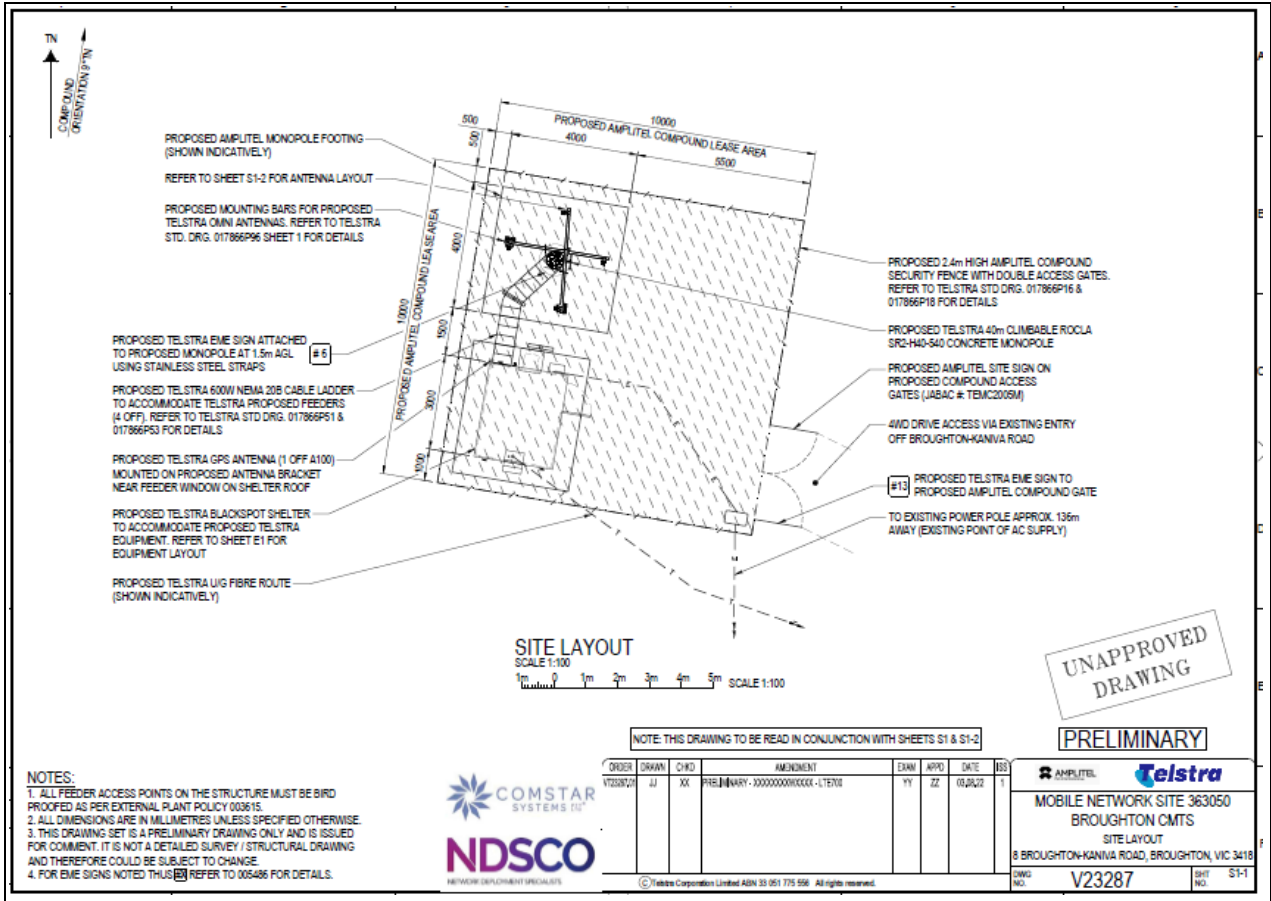 TN
COMPOUND
ORIENTATION 9°TN
PROPOSED AMPLITEL MONOPOLE FOOTING
(SHOWN INDICATIVELY)
REFER TO SHEET S1-2 FOR ANTENNA LAYOUT
PROPOSED MOUNTING BARS FOR PROPOSED
TELSTRA OMNI ANTENNAS. REFER TO TELSTRA
STD. DRG. 017866P96 SHEET 1 FOR DETAILS
PROPOSED TELSTRA EME SIGN ATTACHED
TO PROPOSED MONOPOLE AT 1.5m AGL
USING STAINLESS STEEL STRAPS
# 6
PROPOSED TELSTRA 600W NEMA 20B CABLE LADDER
TO ACCOMMODATE TELSTRA PROPOSED FEEDERS
(4 OFF). REFER TO TELSTRA STD DRG. 017866P51 &
017866P53 FOR DETAILS
PROPOSED TELSTRA GPS ANTENNA (1 OFF A100)
MOUNTED ON PROPOSED ANTENNA BRACKET
NEAR FEEDER WINDOW ON SHELTER ROOF
PROPOSED TELSTRA BLACKSPOT SHELTER
TO ACCOMMODATE PROPOSED TELSTRA
EQUIPMENT. REFER TO SHEET E1 FOR
EQUIPMENT LAYOUT
PROPOSED TELSTRA U/G FIBRE ROUTE
(SHOWN INDICATIVELY)
10000
PROPOSED AMPLITEL COMPOUND LEASE AREA
500
4000
5500
500
10000
PROPOSED AMPLITEL COMPOUND LEASE AREA
4000
1500
3000
1000
PROPOSED 2.4m HIGH AMPLITEL COMPOUND
SECURITY FENCE WITH DOUBLE ACCESS GATES.
REFER TO TELSTRA STD DRG. 017866P16 &
017866P18 FOR DETAILS
PROPOSED TELSTRA 40m CLIMBABLE ROCLA
SR2-H40-540 CONCRETE MONOPOLE
PROPOSED AMPLITEL SITE SIGN ON
PROPOSED COMPOUND ACCESS
GATES (JABAC #: TEMC2005M)
4WD DRIVE ACCESS VIA EXISTING ENTRY
OFF BROUGHTON-KANIVA ROAD
#13
PROPOSED TELSTRA EME SIGN TO
PROPOSED AMPLITEL COMPOUND GATE
TO EXISTING POWER POLE APPROX. 136m
AWAY (EXISTING POINT OF AC SUPPLY)
SITE LAYOUT
SCALE 1:100
1m 0 1m 2m 3m 4m 5m SCALE 1:100
UNAPPROVED
DRAWING
PRELIMINARY
NOTE: THIS DRAWING TO BE READ IN CONJUNCTION WITH SHEETS S1 & S1-2
NOTES:
1. ALL FEEDER ACCESS POINTS ON THE STRUCTURE MUST BE BIRD
PROOFED AS PER EXTERNAL PLANT POLICY 003615.
2. ALL DIMENSIONS ARE IN MILLIMETRES UNLESS SPECIFIED OTHERWISE.
3. THIS DRAWING SET IS A PRELIMINARY DRAWING ONLY AND IS ISSUED
FOR COMMENT. IT IS NOT A DETAILED SURVEY / STRUCTURAL DRAWING
AND THEREFORE COULD BE SUBJECT TO CHANGE.
4. FOR EME SIGNS NOTED THUS REFER TO 005486 FOR DETAILS.
COMSTAR
SYSTEMS
NDSCO
NETWORK DEPLOYMENT SPECIALISTS
ORDER DRAWN CHKD AMENDMENT EXAM APPD DATE ISS
V23287.01 JJ XX PRELIMINARY - XXXXXXXXWXXXXX - LTE700 YY ZZ 03.08.22 1
© Telstra Corporation Limited ABN 33 051 775 556 All rights reserved.
AMPLITEL
Telstra
MOBILE NETWORK SITE 363050
BROUGHTON CMTS
SITE LAYOUT
8 BROUGHTON-KANIVA ROAD, BROUGHTON, VIC 3418
DWG
NO.
V23287
SHT
NO.
S1-1